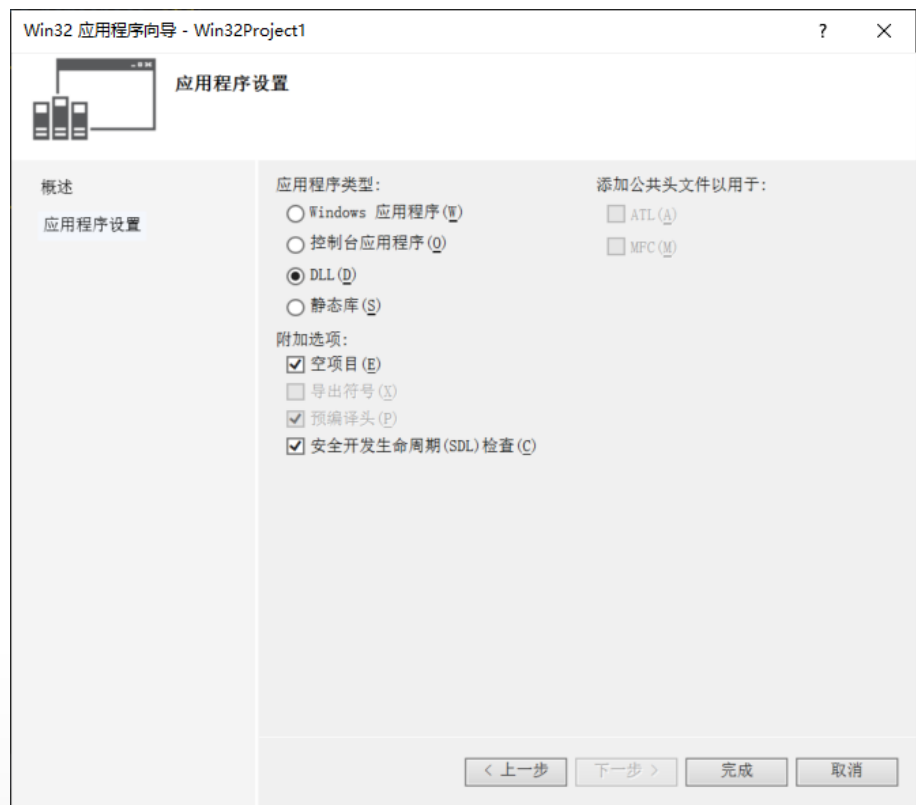 Win32 应用程序向导 - Win32Project1
应用程序设置
概述
应用程序设置
应用程序类型:
Windows 应用程序(W)
控制台应用程序(O)
DLL(D)
静态库(S)
附加选项:
空项目(E)
导出符号(X)
预编译头(P)
安全开发生命周期(SDL)检查(C)
添加公共头文件以用于:
ATL(A)
MFC(M)
< 上一步
下一步 >
完成
取消